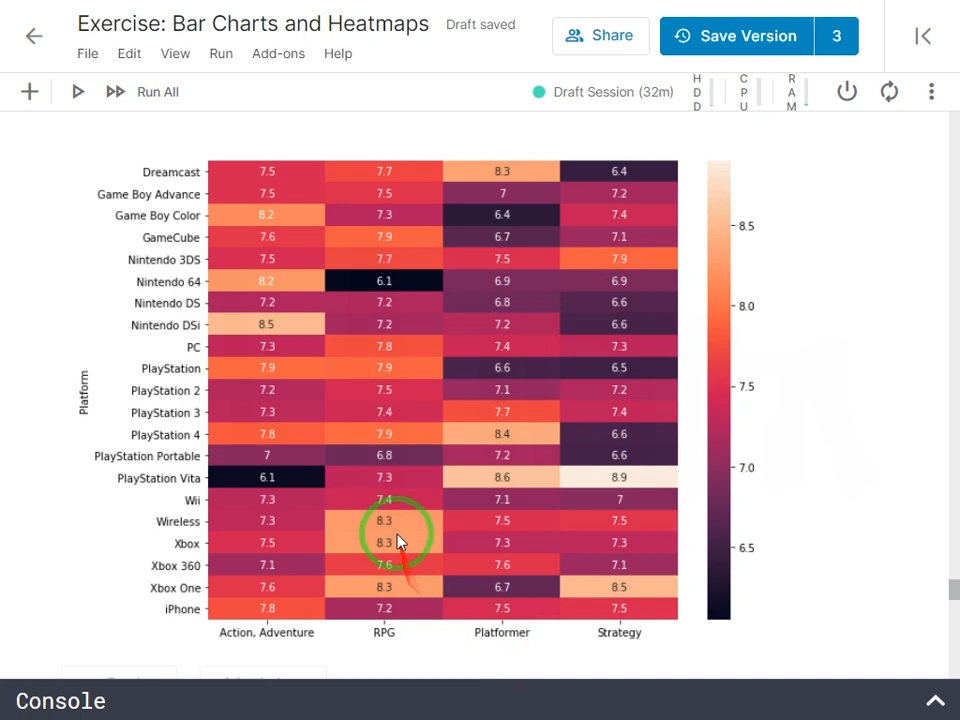 Exercise: Bar Charts and Heatmaps Draft saved
Share
Save Version 3
File Edit View Run Add-ons Help
Run All
Draft Session (32m)
HDD CPU RAM
Dreamcast 7.5 7.7 8.3 6.4
Game Boy Advance 7.5 7.5 7 7.2
Game Boy Color 8.2 7.3 6.4 7.4
GameCube 7.6 7.9 6.7 7.1
Nintendo 3DS 7.5 7.7 7.5 7.9
Nintendo 64 8.2 6.1 6.9 6.9
Nintendo DS 7.2 7.2 6.8 6.6
Nintendo DSi 8.5 7.2 7.2 6.6
PC 7.3 7.8 7.4 7.3
PlayStation 7.9 7.9 6.6 6.5
PlayStation 2 7.2 7.5 7.1 7.2
PlayStation 3 7.3 7.4 7.7 7.4
PlayStation 4 7.8 7.9 8.4 6.6
PlayStation Portable 7 6.8 7.2 6.6
PlayStation Vita 6.1 7.3 8.6 8.9
Wii 7.3 7.4 7.1 7
Wireless 7.3 8.3 7.5 7.5
Xbox 7.5 8.3 7.3 7.3
Xbox 360 7.1 7.6 7.6 7.1
Xbox One 7.6 8.3 6.7 8.5
iPhone 7.8 7.2 7.5 7.5
Action, Adventure RPG Platformer Strategy
Platform
8.5
8.0
7.5
7.0
6.5
Console